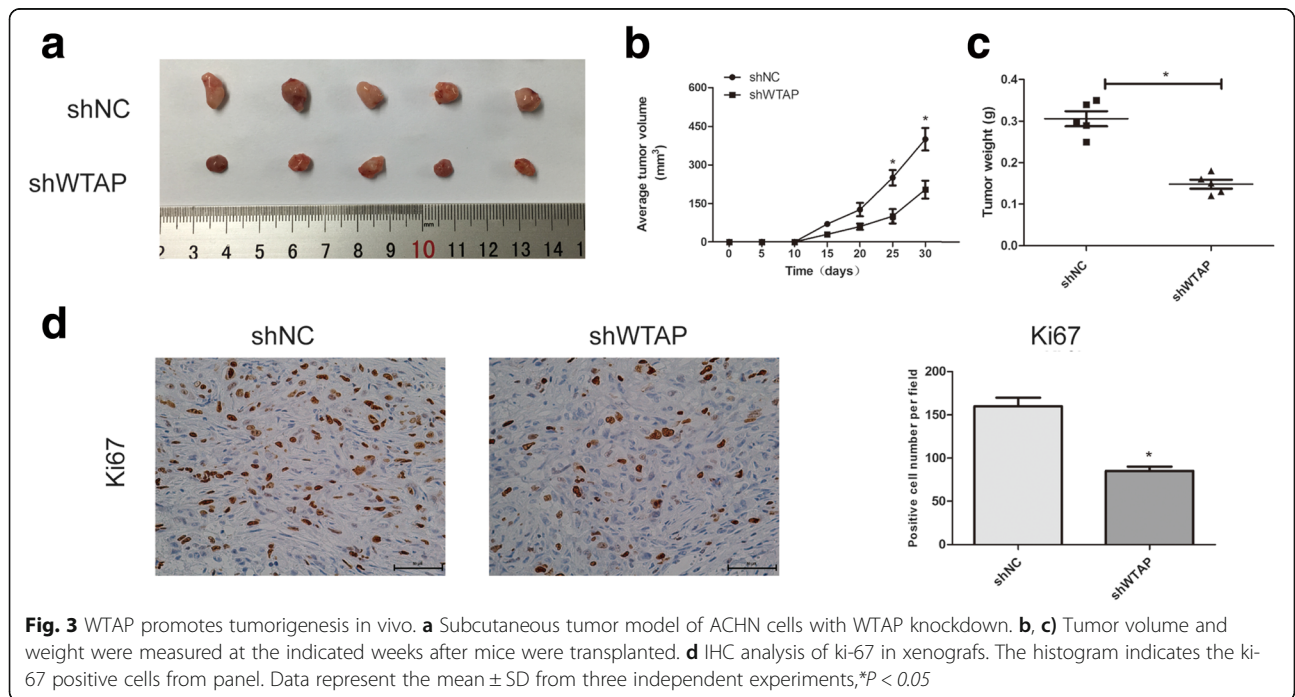 a
shNC
shWTAP
mm
2 3 4 5 6 7 8 9 10 11 12 13 14 1
b
shNC
shWTAP
Average tumor volume
(mm³)
600
450
300
150
0
*
*
0 5 10 15 20 25 30
Time（days）
c
*
Tumor weight (g)
0.4
0.3
0.2
0.1
0.0
shNC
shWTAP
d
shNC
shWTAP
Ki67
Ki67
Positive cell number per field
200
150
100
50
0
*
shNC
shWTAP
Fig. 3 WTAP promotes tumorigenesis in vivo. a Subcutaneous tumor model of ACHN cells with WTAP knockdown. b, c) Tumor volume and
weight were measured at the indicated weeks after mice were transplanted. d IHC analysis of ki-67 in xenografs. The histogram indicates the ki-
67 positive cells from panel. Data represent the mean ± SD from three independent experiments,*P < 0.05